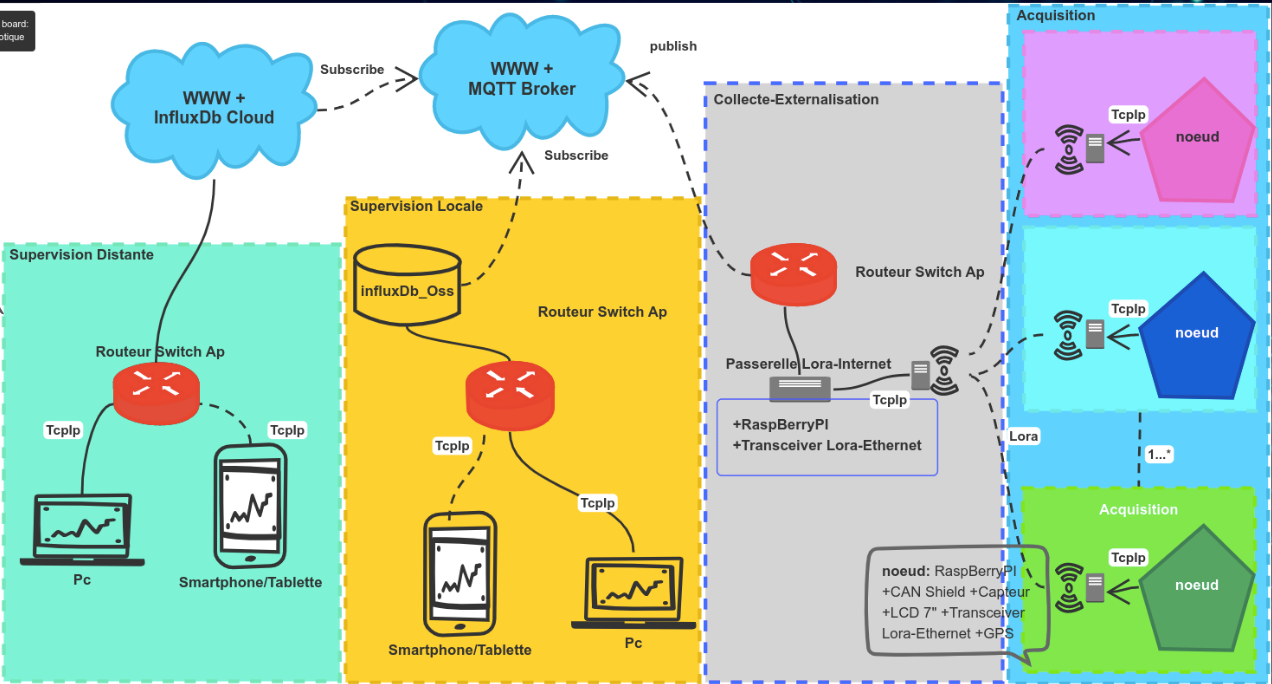 board:
otique
WWW +
InfluxDb Cloud
Subscribe
WWW +
MQTT Broker
publish
Subscribe
Supervision Distante
Routeur Switch Ap
TcpIp
TcpIp
Pc
Smartphone/Tablette
Supervision Locale
influxDb_Oss
Routeur Switch Ap
TcpIp
TcpIp
Smartphone/Tablette
Pc
Collecte-Externalisation
Routeur Switch Ap
Passerelle Lora-Internet
TcpIp
+RaspBerryPI
+Transceiver Lora-Ethernet
Lora
Acquisition
TcpIp
noeud
TcpIp
noeud
1...*
Acquisition
TcpIp
noeud
noeud: RaspBerryPI
+CAN Shield +Capteur
+LCD 7" +Transceiver
Lora-Ethernet +GPS